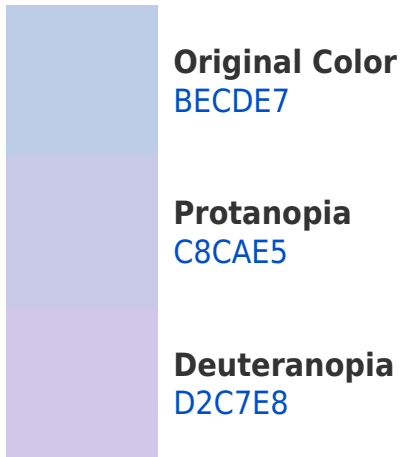 Original Color
BECDE7
Protanopia
C8CAE5
Deuteranopia
D2C7E8